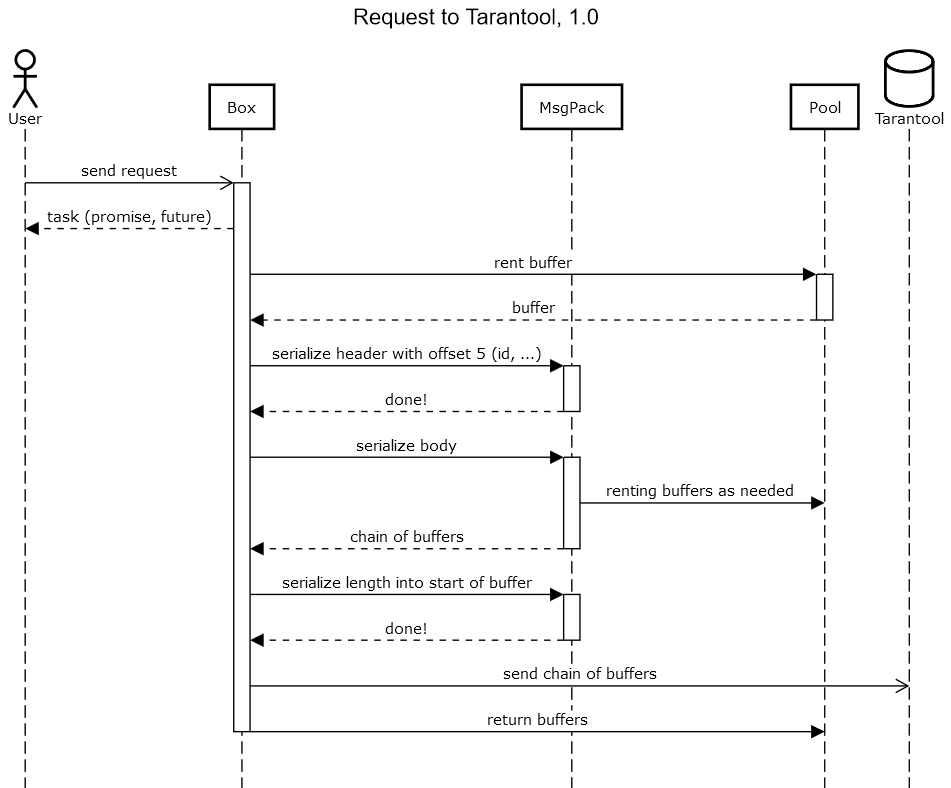 Request to Tarantool, 1.0
User
Box
MsgPack
Pool
Tarantool
send request
task (promise, future)
rent buffer
buffer
serialize header with offset 5 (id, ...)
done!
serialize body
renting buffers as needed
chain of buffers
serialize length into start of buffer
done!
send chain of buffers
return buffers